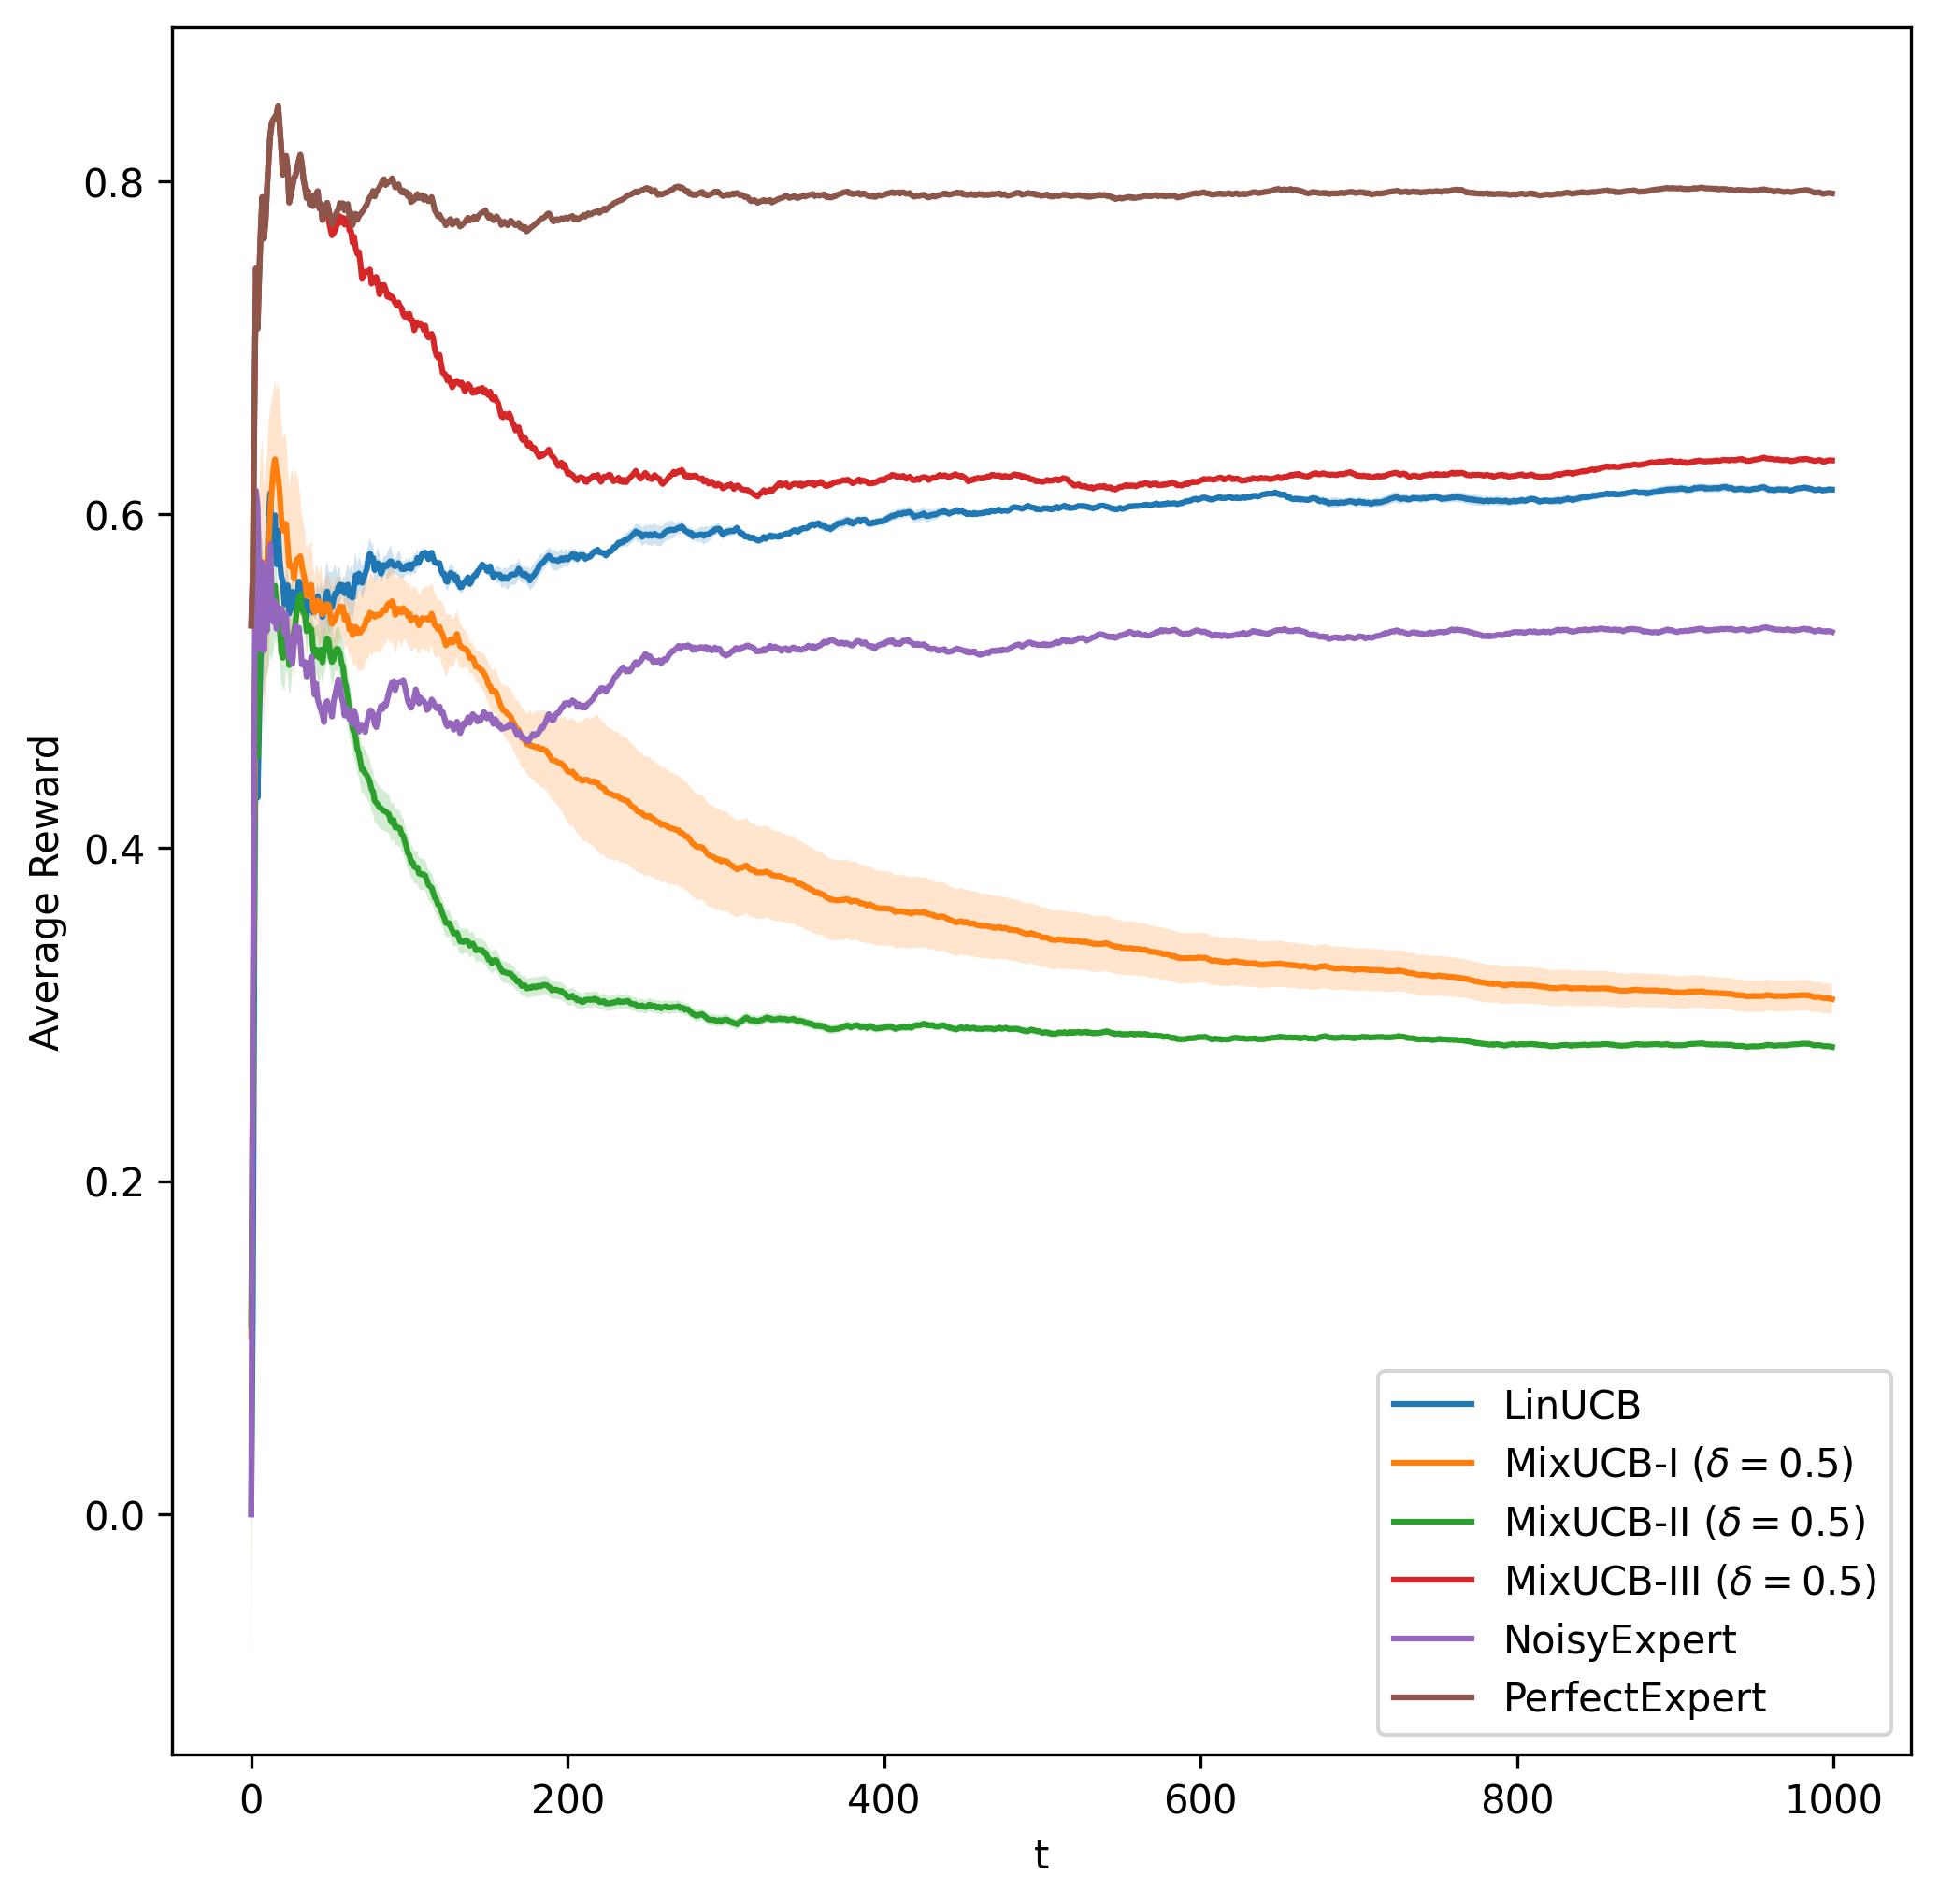 0.8
0.6
0.4
0.2
0.0
Average Reward
0 200 400 600 800 1000
t
LinUCB
MixUCB-I (δ = 0.5)
MixUCB-II (δ = 0.5)
MixUCB-III (δ = 0.5)
NoisyExpert
PerfectExpert